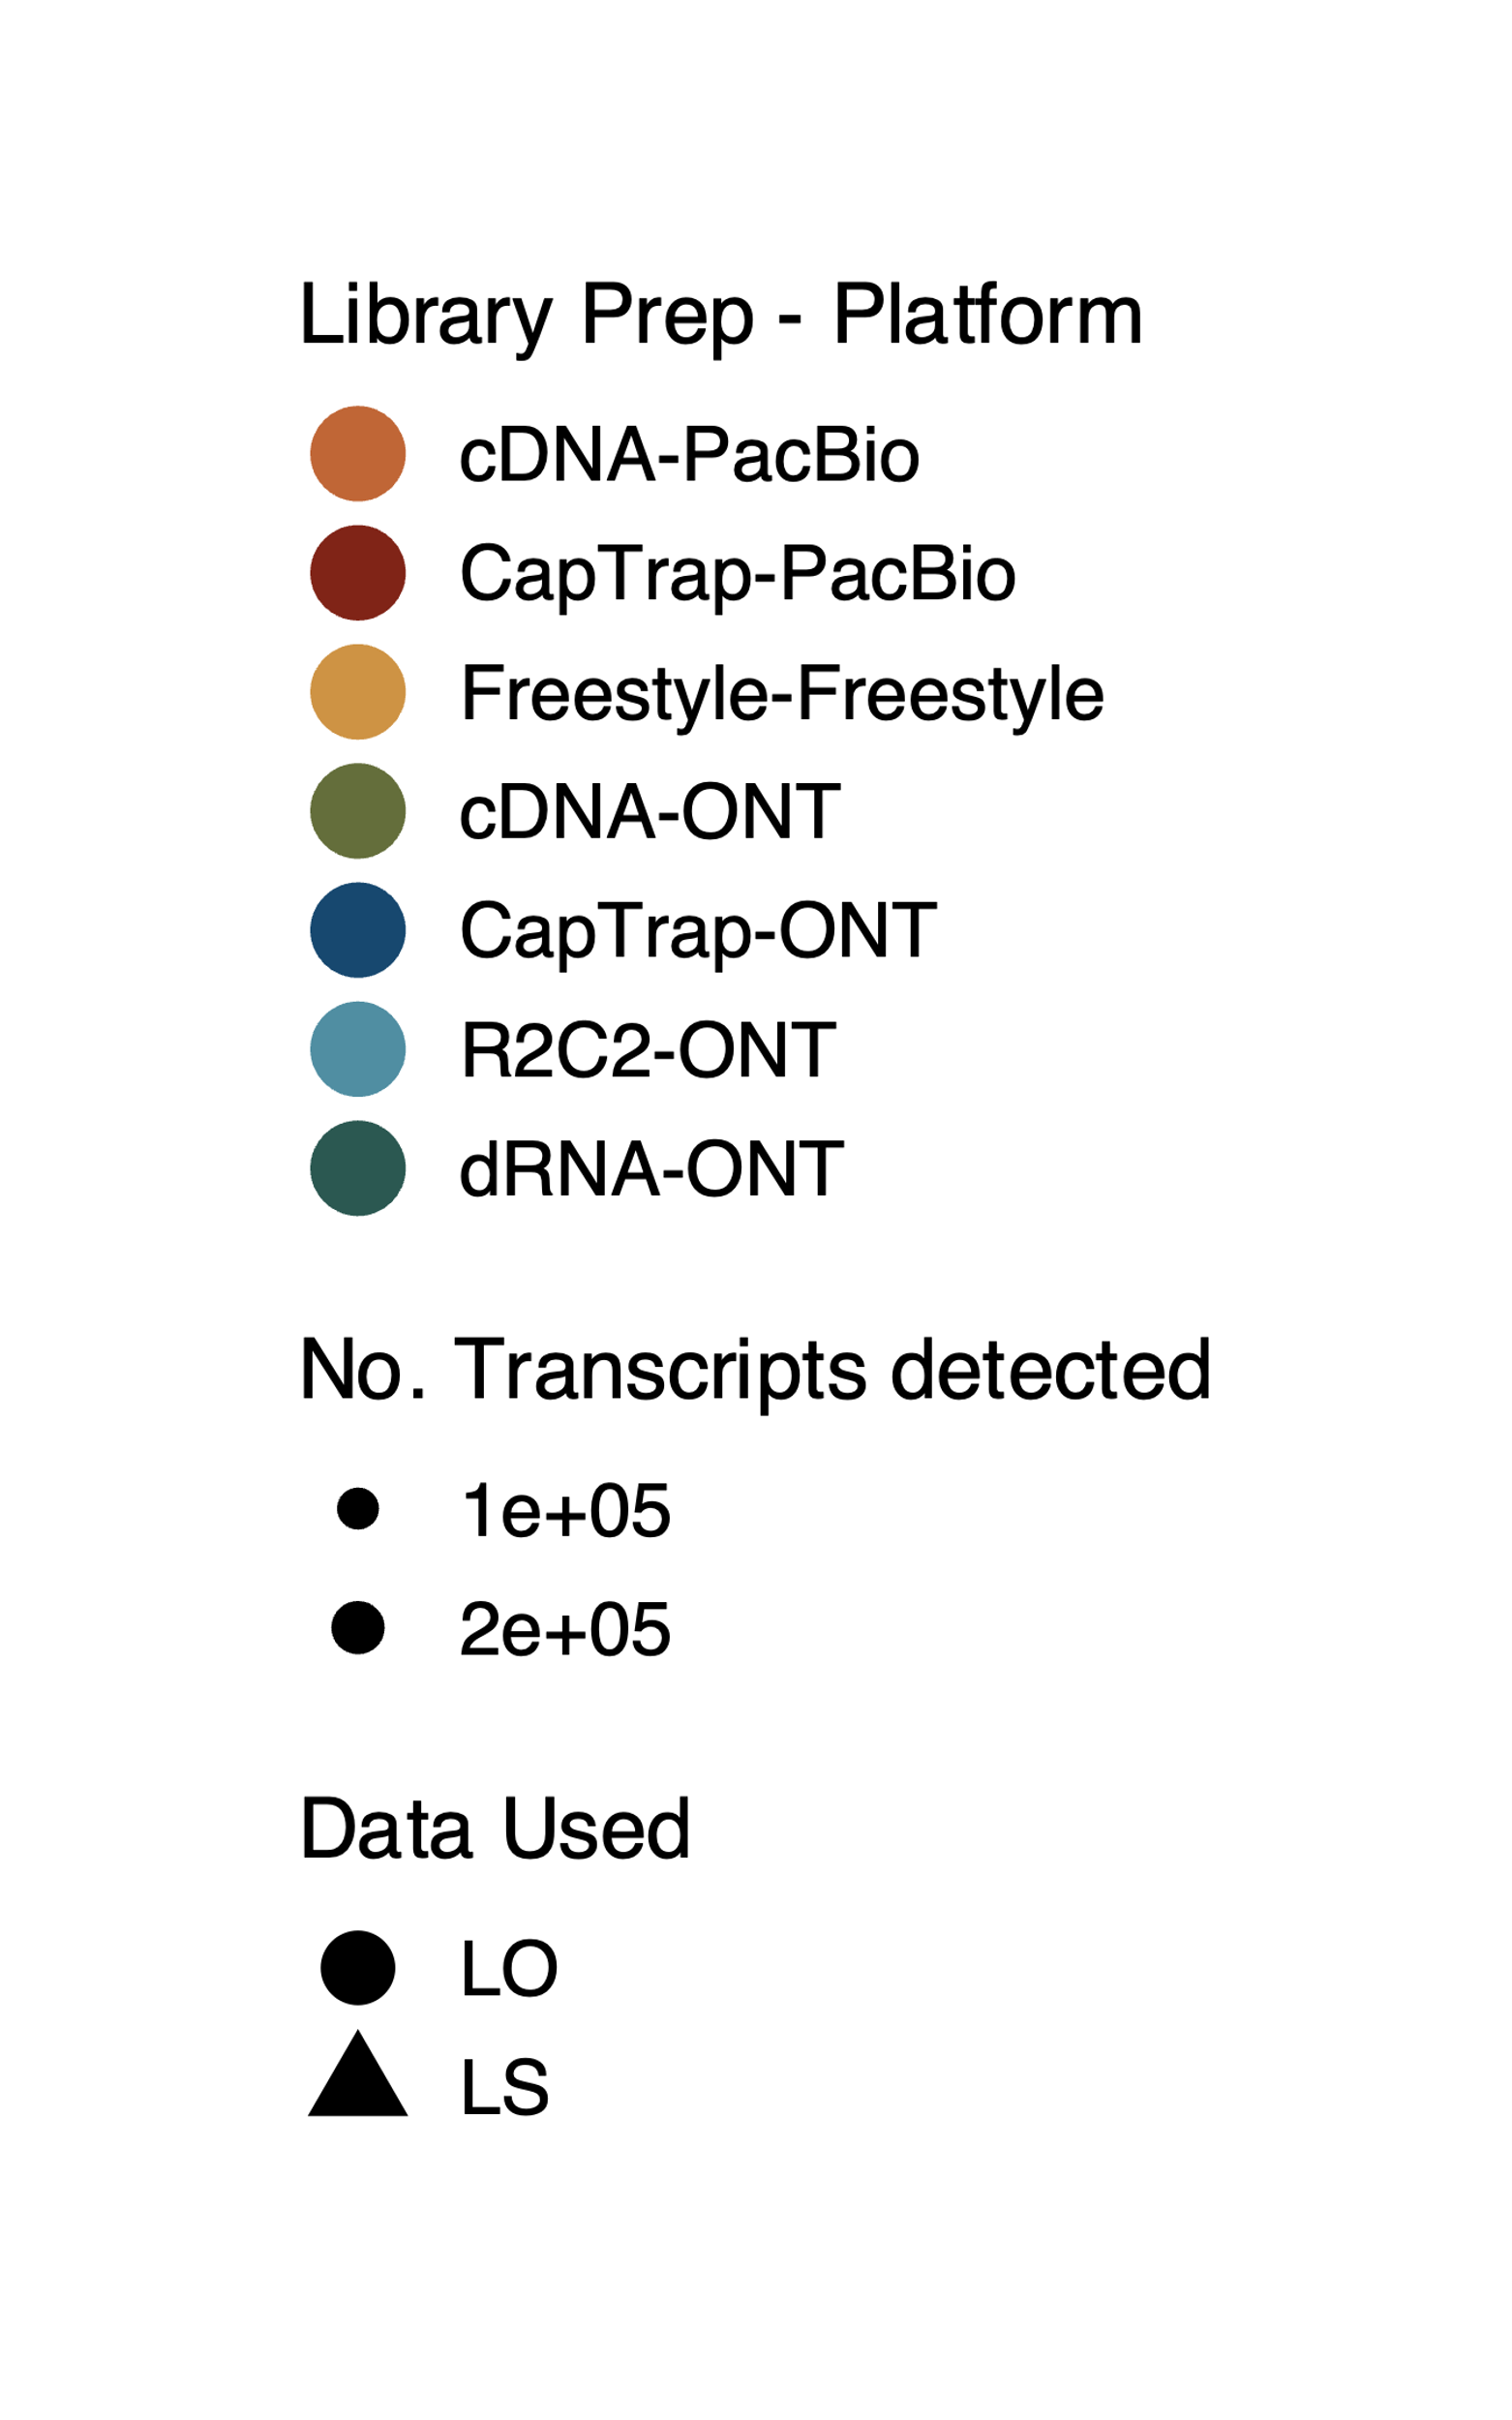 Library Prep - Platform
cDNA-PacBio
CapTrap-PacBio
Freestyle-Freestyle
cDNA-ONT
CapTrap-ONT
R2C2-ONT
dRNA-ONT
No. Transcripts detected
1e+05
2e+05
Data Used
LO
LS